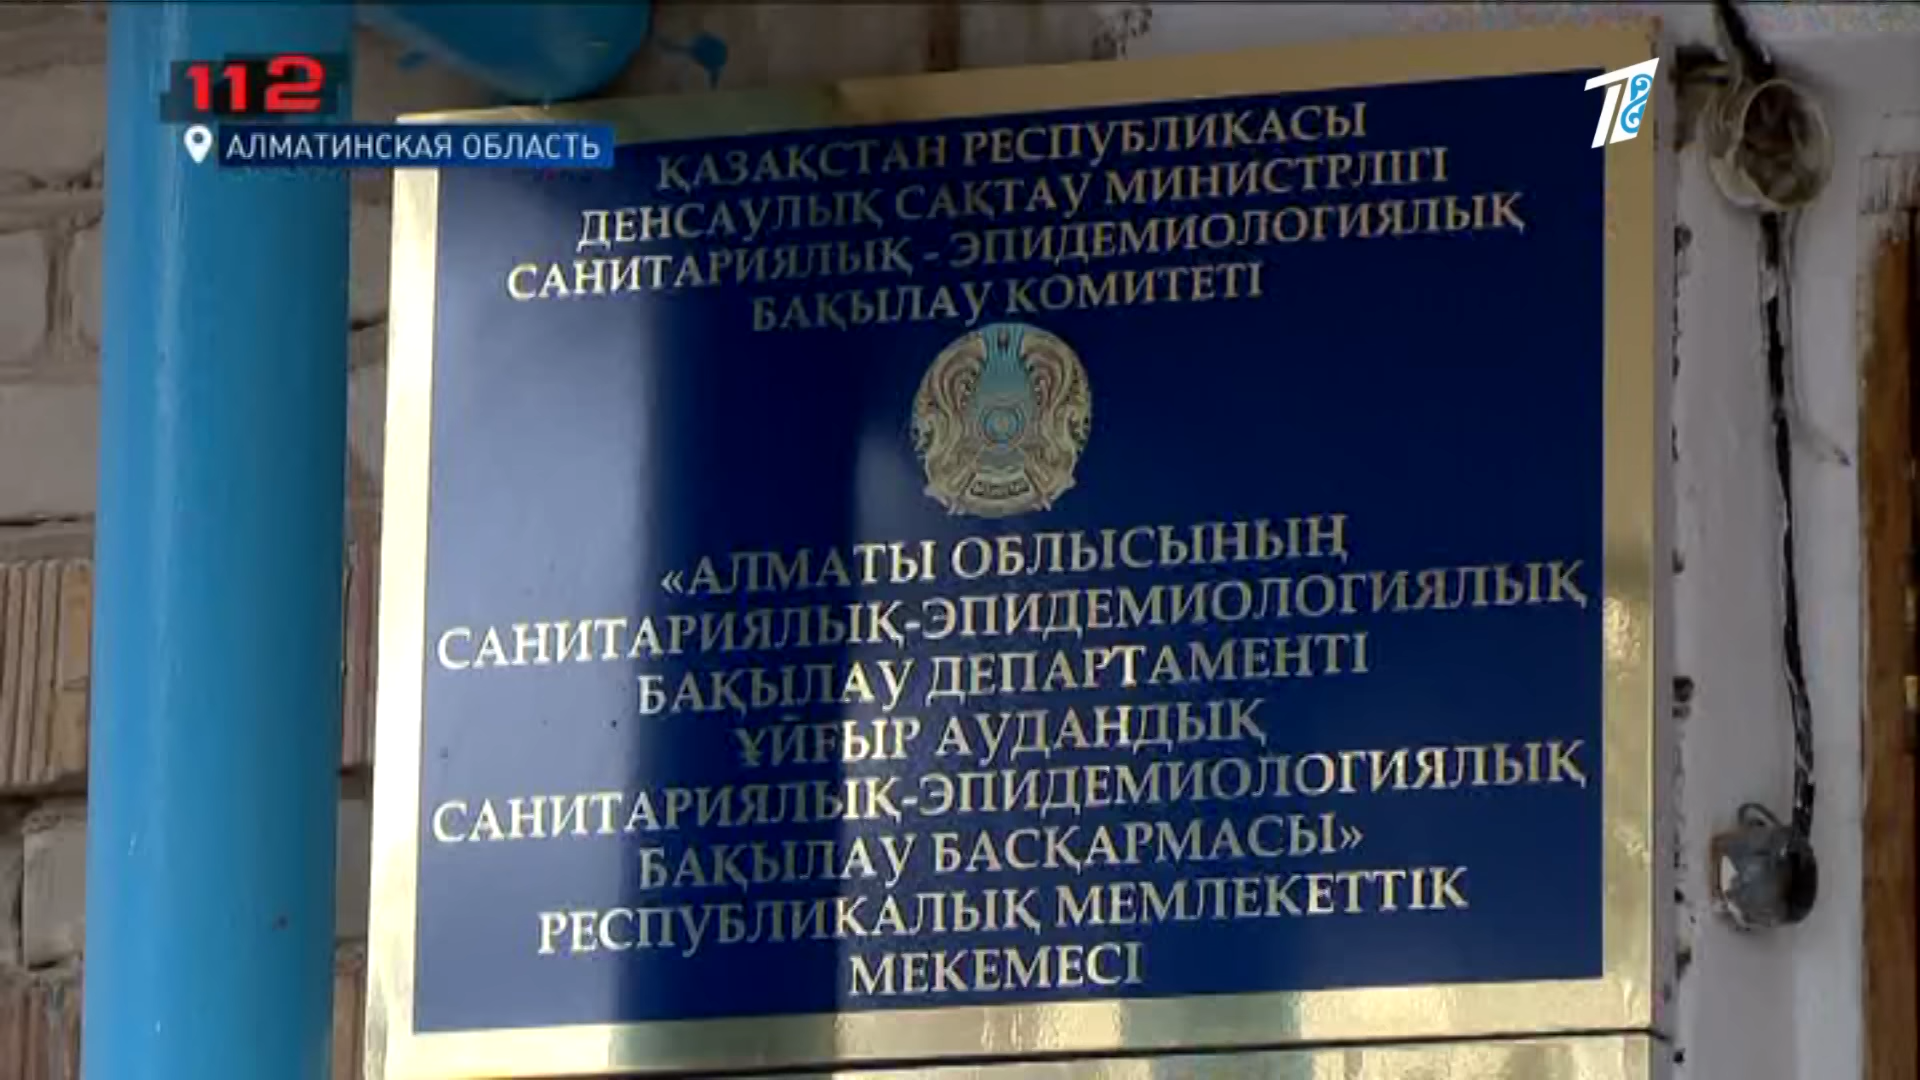 112
АЛМАТИНСКАЯ ОБЛАСТЬ
ҚАЗАҚСТАН РЕСПУБЛИКАСЫ
ДЕНСАУЛЫҚ САҚТАУ МИНИСТРЛІГІ
САНИТАРИЯЛЫҚ - ЭПИДЕМИОЛОГИЯЛЫҚ
БАҚЫЛАУ КОМИТЕТІ
«АЛМАТЫ ОБЛЫСЫНЫҢ
САНИТАРИЯЛЫҚ-ЭПИДЕМИОЛОГИЯЛЫҚ
БАҚЫЛАУ ДЕПАРТАМЕНТІ
ҰЙҒЫР АУДАНДЫҚ
САНИТАРИЯЛЫҚ-ЭПИДЕМИОЛОГИЯЛЫҚ
БАҚЫЛАУ БАСҚАРМАСЫ»
РЕСПУБЛИКАЛЫҚ МЕМЛЕКЕТТІК
МЕКЕМЕСІ